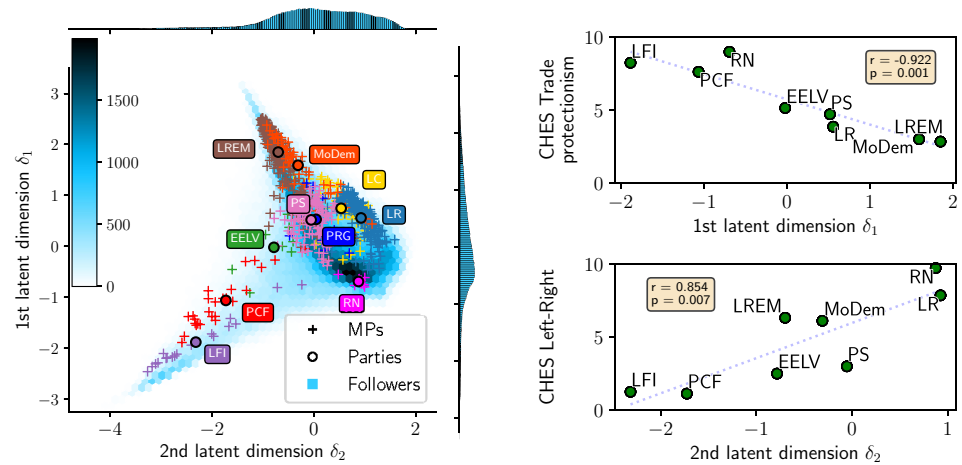 1500
1000
500
0
3
2
1
0
−1
−2
−3
1st latent dimension δ1
−4
−2
0
2
2nd latent dimension δ2
LREM
MoDem
LC
PS
LR
EELV
PRG
RN
PCF
LFI
MPs
Parties
Followers
10
5
0
CHES Trade
protectionism
LFI
RN
PCF
EELV
PS
LR
LREM
MoDem
r = -0.922
p = 0.001
−2
−1
0
1
2
1st latent dimension δ1
10
5
0
CHES Left-Right
r = 0.854
p = 0.007
RN
LREM
MoDem
LR
EELV
PS
LFI
PCF
−2
−1
0
1
2nd latent dimension δ2